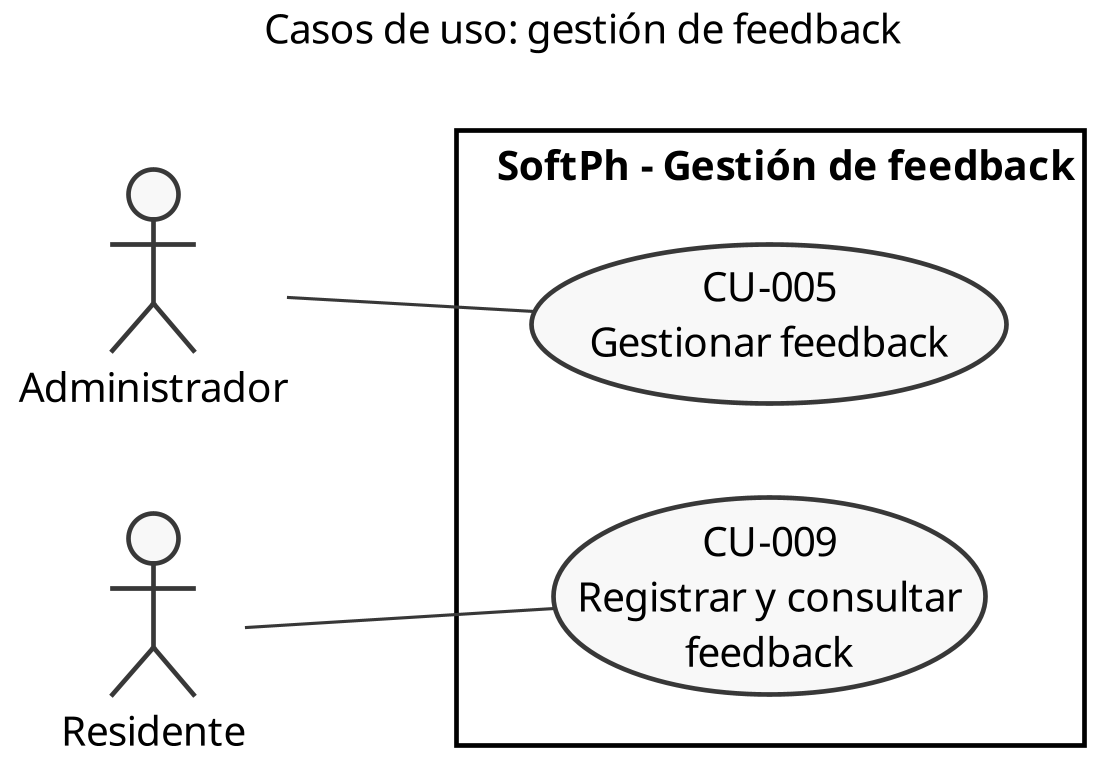 Casos de uso: gestión de feedback
SoftPh - Gestión de feedback
CU-005
Gestionar feedback
Administrador
CU-009
Registrar y consultar
feedback
Residente